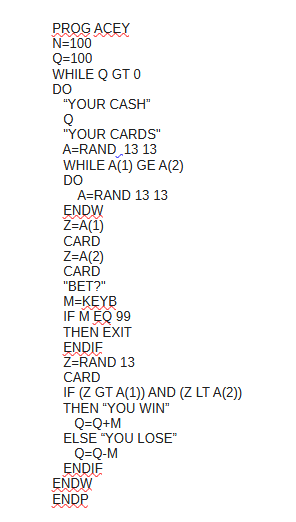 PROG ACEY
N=100
Q=100
WHILE Q GT 0
DO
“YOUR CASH”
Q
"YOUR CARDS"
A=RAND 13 13
WHILE A(1) GE A(2)
DO
A=RAND 13 13
ENDW
Z=A(1)
CARD
Z=A(2)
CARD
"BET?"
M=KEYB
IF M EQ 99
THEN EXIT
ENDIF
Z=RAND 13
CARD
IF (Z GT A(1)) AND (Z LT A(2))
THEN “YOU WIN”
Q=Q+M
ELSE “YOU LOSE”
Q=Q-M
ENDIF
ENDW
ENDP